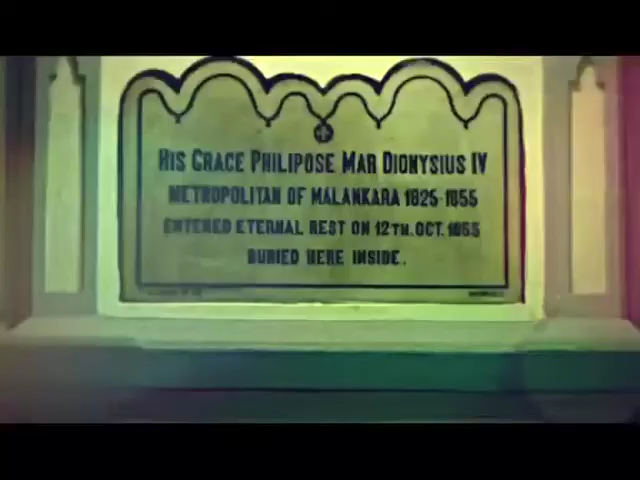 HIS GRACE PHILIPOSE MAR DIONYSIUS IV
METROPOLITAN OF MALANKARA 1825-1855
ENTERED ETERNAL REST ON 12TH. OCT. 1855
BURIED HERE INSIDE.